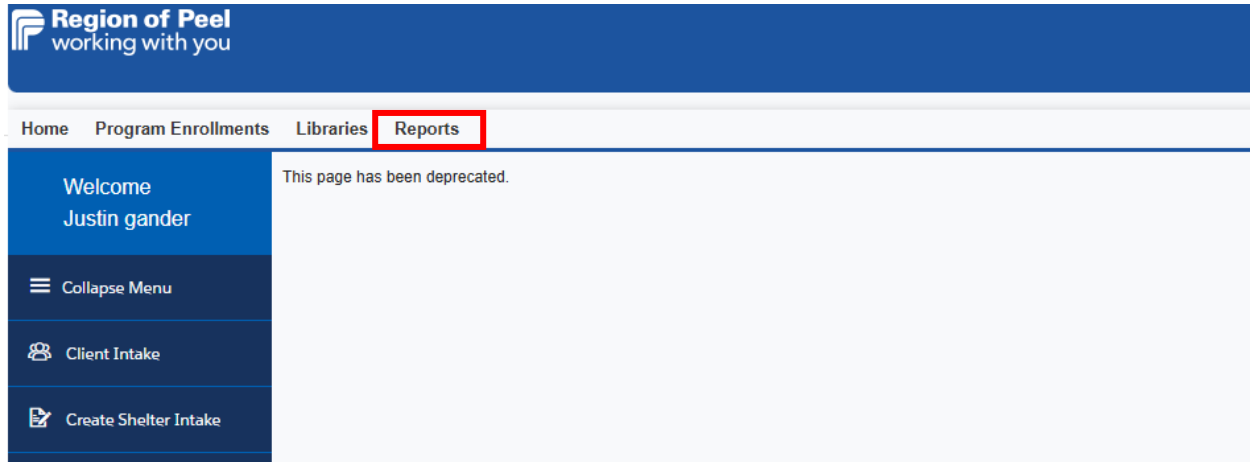 Region of Peel
working with you
Home Program Enrollments Libraries Reports
Welcome
Justin gander
This page has been deprecated.
Collapse Menu
Client Intake
Create Shelter Intake